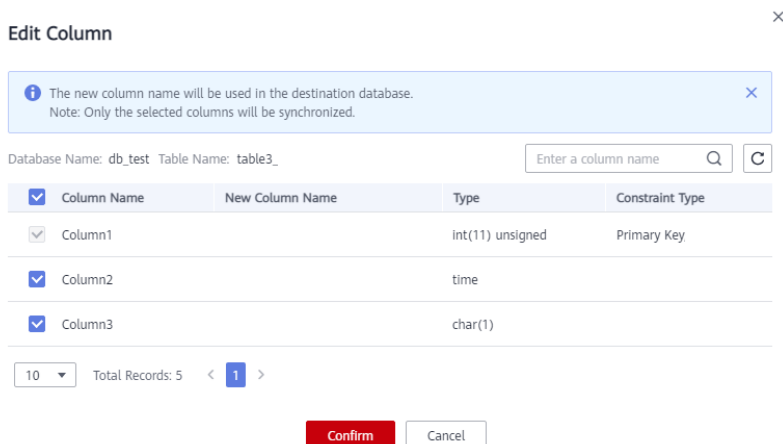 Edit Column
The new column name will be used in the destination database.
Note: Only the selected columns will be synchronized.
Database Name: db_test Table Name: table3_ Enter a column name
Column Name New Column Name Type Constraint Type
Column1 int(11) unsigned Primary Key
Column2 time
Column3 char(1)
10 Total Records: 5 < 1 >
Confirm Cancel